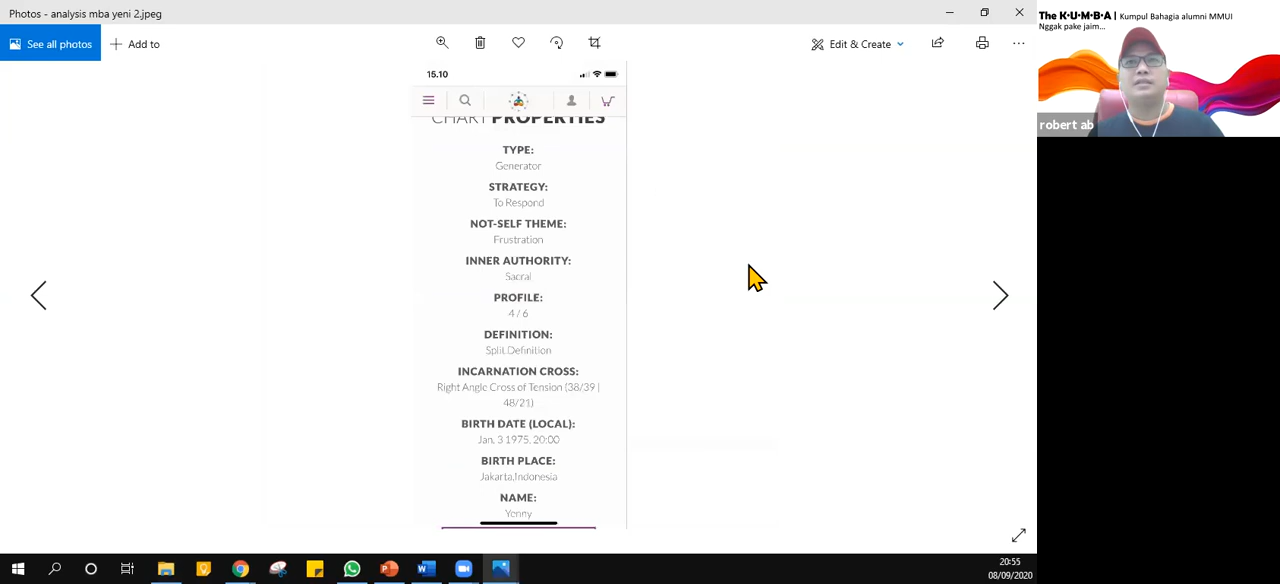 Photos - analysis mba yeni 2.jpeg
The K·U·M·B·A | Kumpul Bahagia alumni MMUI
Nggak pake jaim...
See all photos
Add to
Edit & Create
15.10
robert ab
CHART PROPERTIES
TYPE:
Generator
STRATEGY:
To Respond
NOT-SELF THEME:
Frustration
INNER AUTHORITY:
Sacral
PROFILE:
4 / 6
DEFINITION:
Split Definition
INCARNATION CROSS:
Right Angle Cross of Tension (38/39 |
48/21)
BIRTH DATE (LOCAL):
Jan, 3 1975, 20:00
BIRTH PLACE:
Jakarta,Indonesia
NAME:
Yenny
20:55
08/09/2020